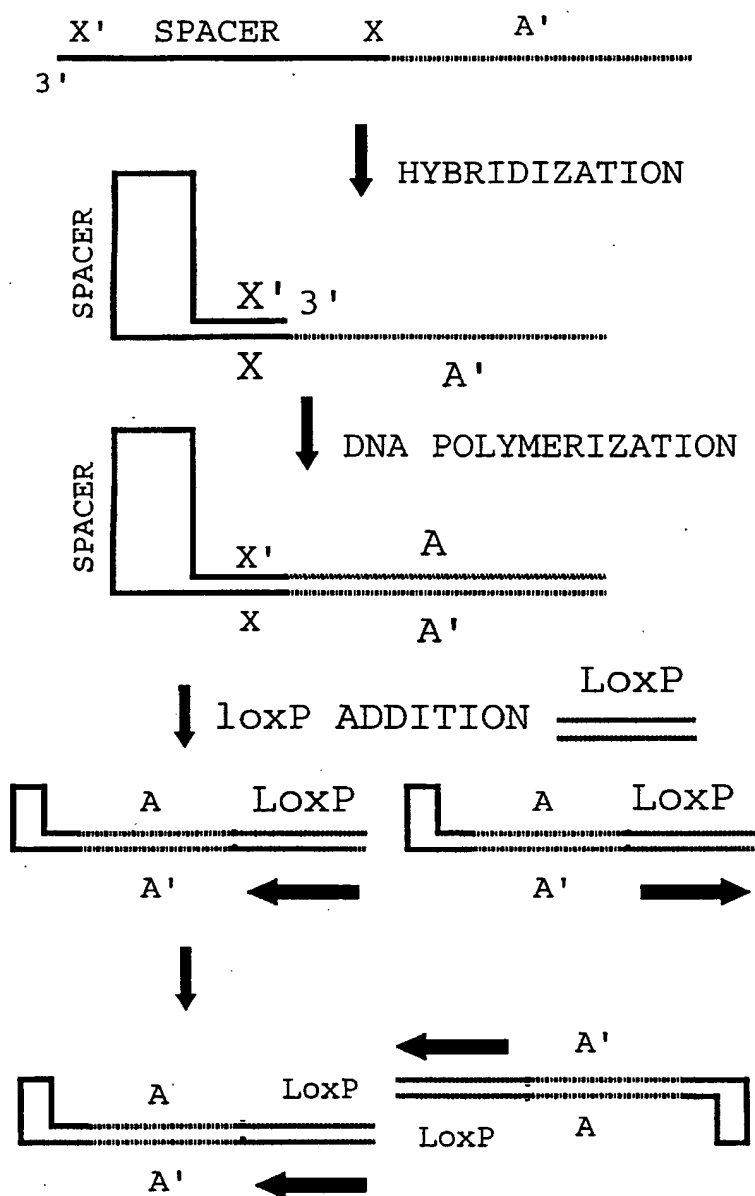 X' SPACER X A'
3'
HYBRIDIZATION
SPACER
X' 3'
X A'
DNA POLYMERIZATION
SPACER
X' A
X A'
loxP ADDITION LoxP
A LoxP A LoxP
A' A'
A'
A LoxP
LoxP A
A'